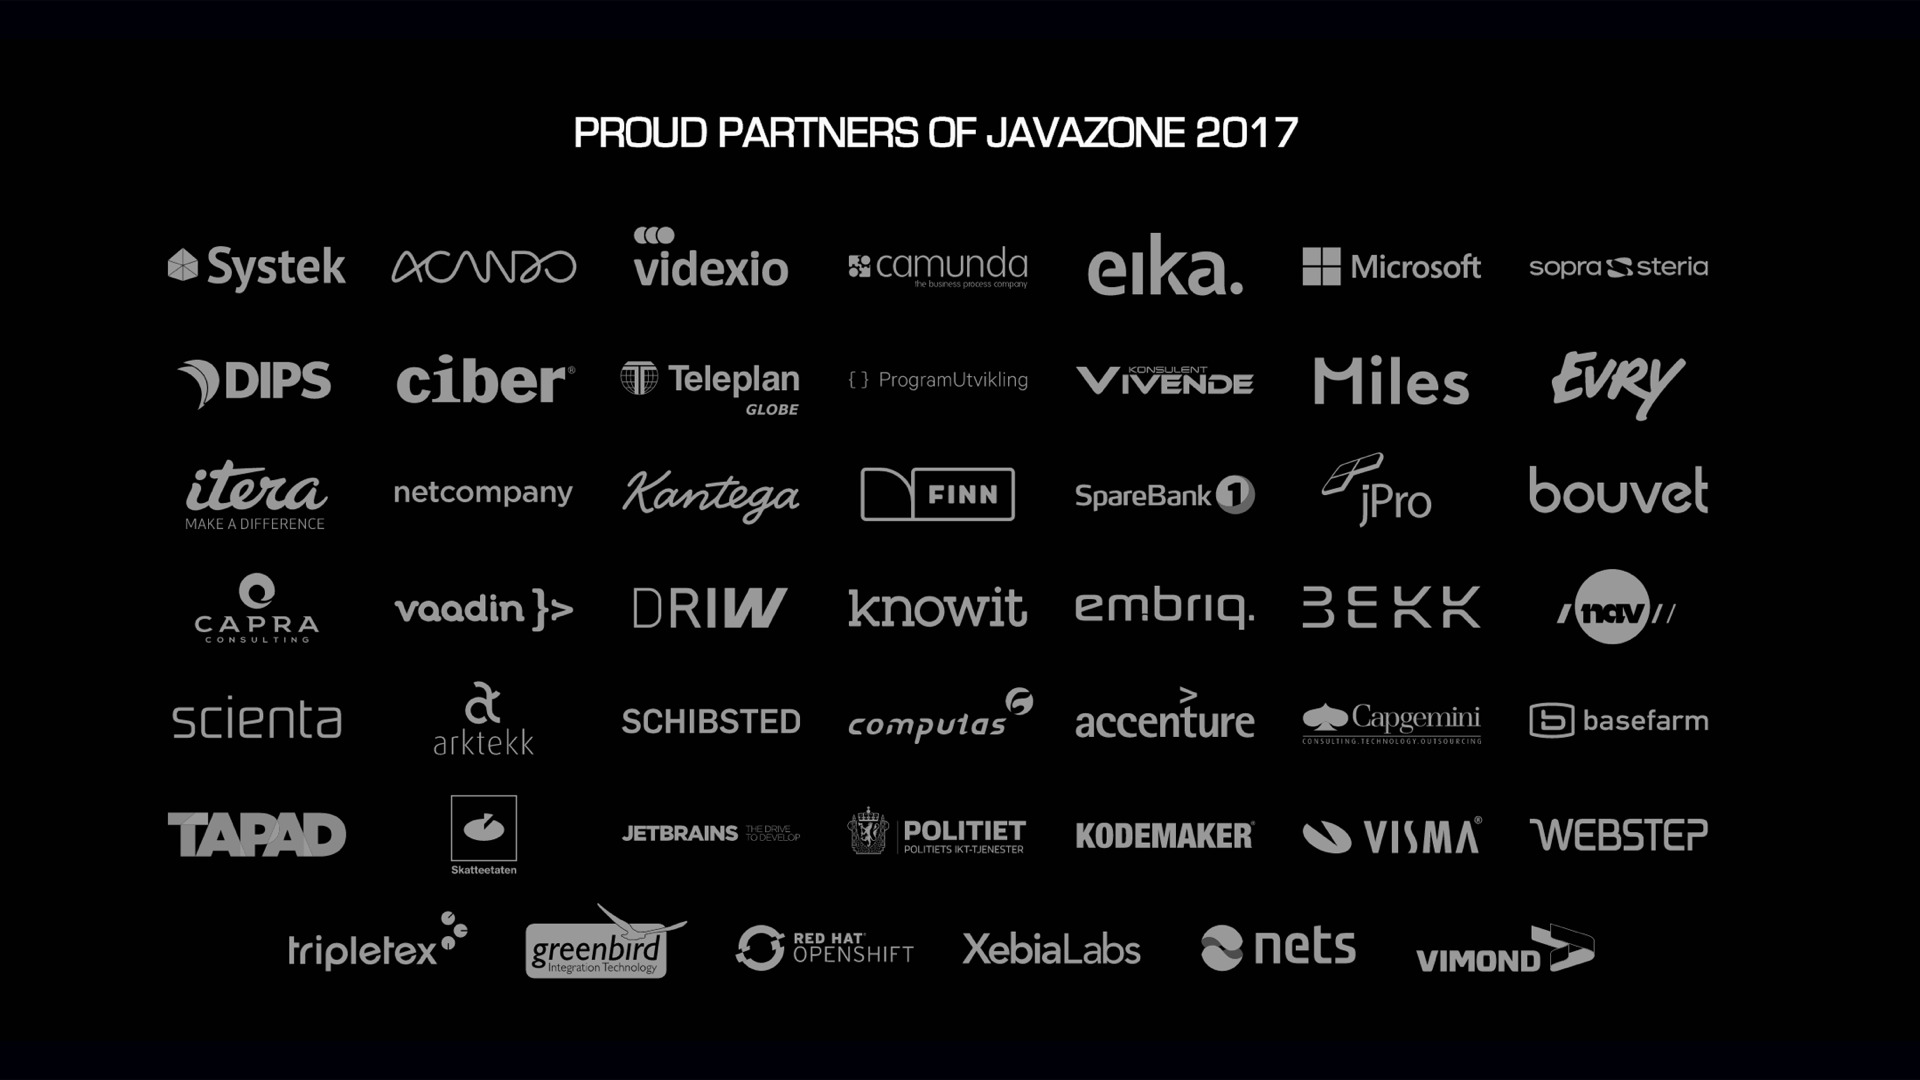 PROUD PARTNERS OF JAVAZONE 2017
Systek
ACANDO
videxio
camunda
the business process company
eika.
Microsoft
sopra steria
DIPS
ciber®
Teleplan
GLOBE
{ } ProgramUtvikling
KONSULENT
VIVENDE
Miles
EVRY
itera
MAKE A DIFFERENCE
netcompany
Kantega
FINN
SpareBank 1
jPro
bouvet
CAPRA
CONSULTING
vaadin }>
DRIW
knowit
embriq.
BEKK
nav
scienta
arktekk
SCHIBSTED
computas
accenture
Capgemini
CONSULTING.TECHNOLOGY.OUTSOURCING
basefarm
TAPAD
Skatteetaten
JETBRAINS
THE DRIVE
TO DEVELOP
POLITIET
POLITIETS IKT-TJENESTER
KODEMAKER
VISMA®
WEBSTEP
tripletex
greenbird
Integration Technology
RED HAT®
OPENSHIFT
XebiaLabs
nets
VIMOND